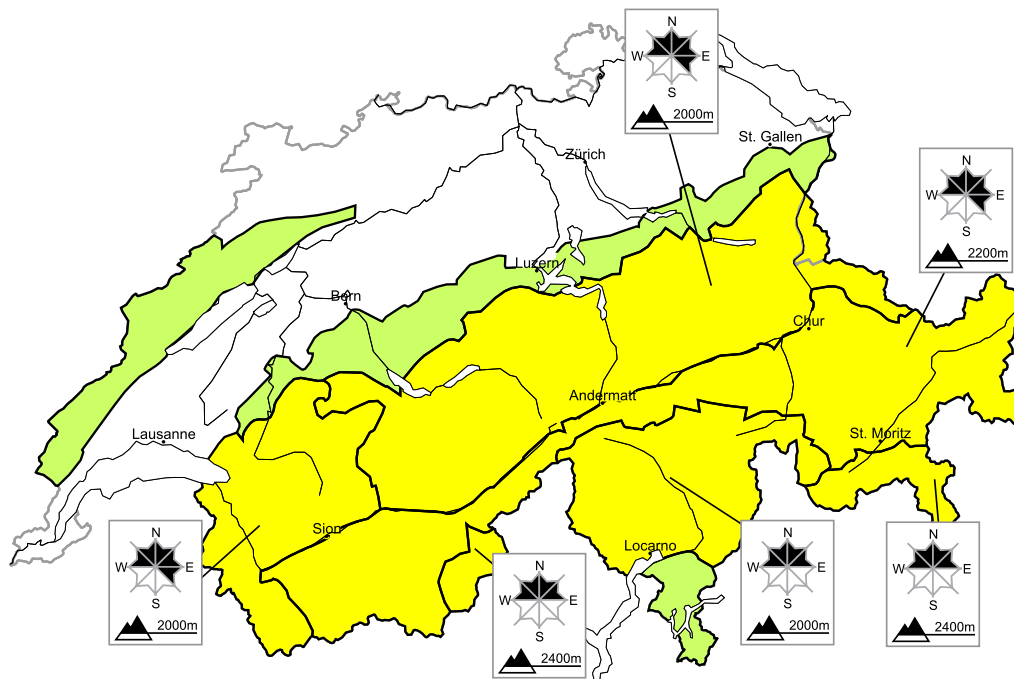 N
W E
S
2000m
St. Gallen
Zürich
N
W E
S
2200m
Luzern
Bern
Chur
Andermatt
Lausanne
St. Moritz
Sion
Locarno
N
W E
S
2000m
N
W E
S
2400m
N
W E
S
2000m
N
W E
S
2400m